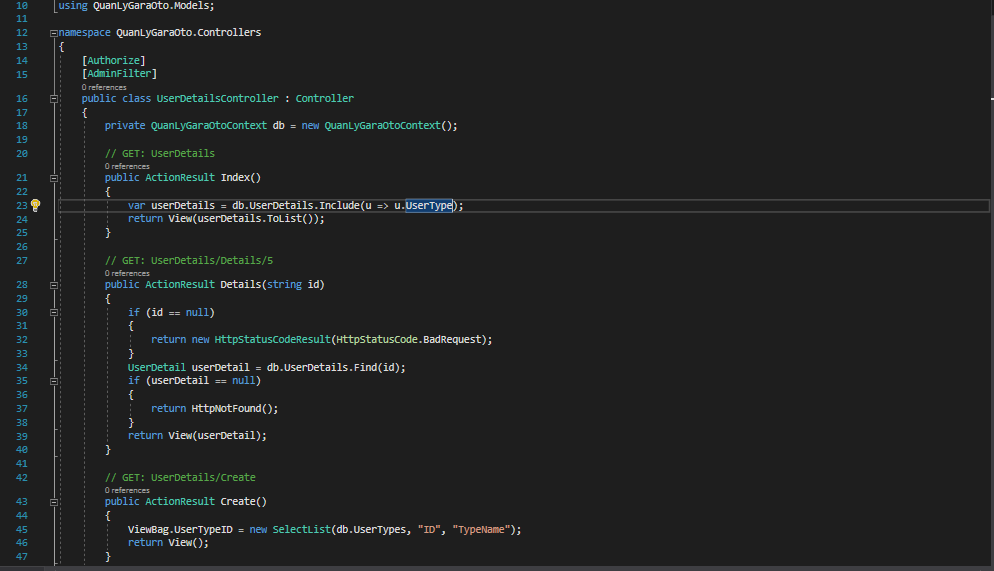 10 using QuanLyGaraOto.Models;
11
12 namespace QuanLyGaraOto.Controllers
13 {
14 [Authorize]
15 [AdminFilter]
0 references
16 public class UserDetailsController : Controller
17 {
18 private QuanLyGaraOtoContext db = new QuanLyGaraOtoContext();
19
20 // GET: UserDetails
0 references
21 public ActionResult Index()
22 {
23 var userDetails = db.UserDetails.Include(u => u.UserType);
24 return View(userDetails.ToList());
25 }
26
27 // GET: UserDetails/Details/5
0 references
28 public ActionResult Details(string id)
29 {
30 if (id == null)
31 {
32 return new HttpStatusCodeResult(HttpStatusCode.BadRequest);
33 }
34 UserDetail userDetail = db.UserDetails.Find(id);
35 if (userDetail == null)
36 {
37 return HttpNotFound();
38 }
39 return View(userDetail);
40 }
41
42 // GET: UserDetails/Create
0 references
43 public ActionResult Create()
44 {
45 ViewBag.UserTypeID = new SelectList(db.UserTypes, "ID", "TypeName");
46 return View();
47 }